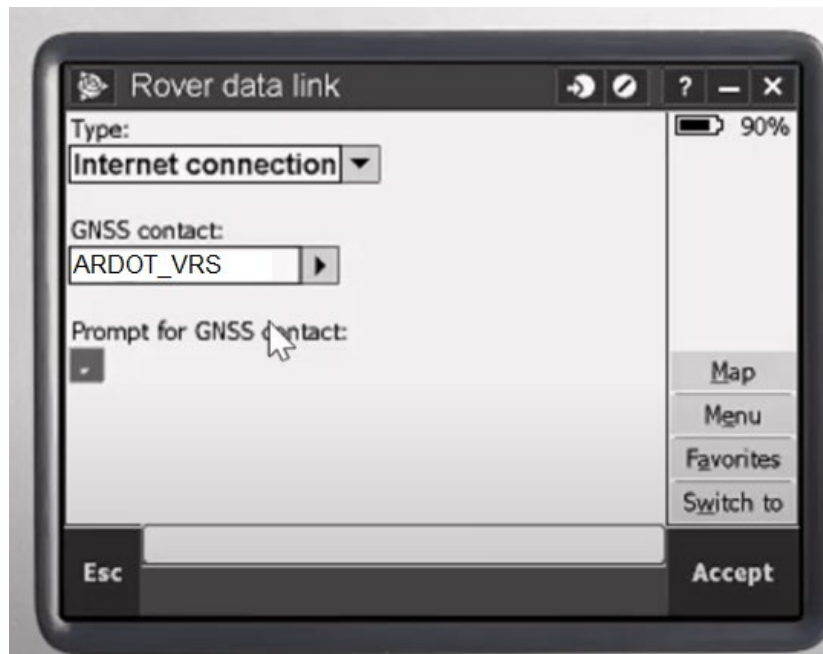 Rover data link
? – ×
Type:
90%
Internet connection
GNSS contact:
ARDOT_VRS
Prompt for GNSS contact:
Map
Menu
Favorites
Switch to
Esc
Accept